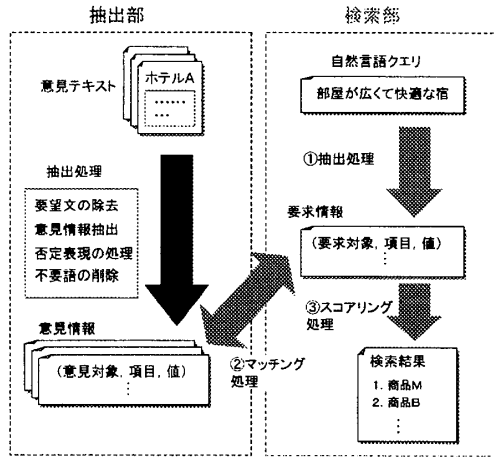 抽出部
意見テキスト
ホテルA
……
…
抽出処理
要望文の除去
意見情報抽出
否定表現の処理
不要語の削除
意見情報
(意見対象, 項目, 値)
⋮
検索部
自然言語クエリ
部屋が広くて快適な宿
①抽出処理
要求情報
(要求対象, 項目, 値)
⋮
②マッチング
処理
③スコアリング
処理
検索結果
1. 商品M
2. 商品B
⋮